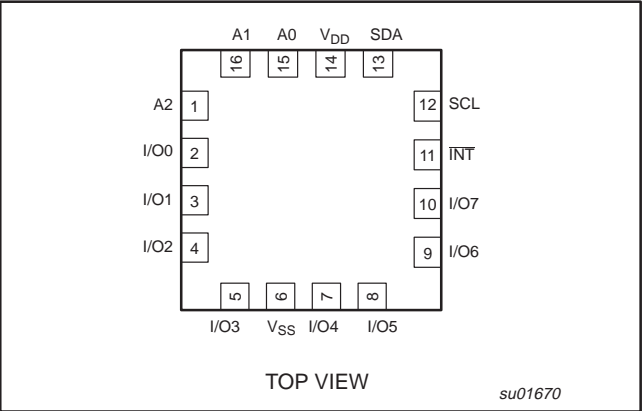 A1 A0 VDD SDA
16 15 14 13
A2 1 12 SCL
I/O0 2 11 INT
I/O1 3 10 I/O7
I/O2 4 9 I/O6
5 6 7 8
I/O3 VSS I/O4 I/O5
TOP VIEW
su01670